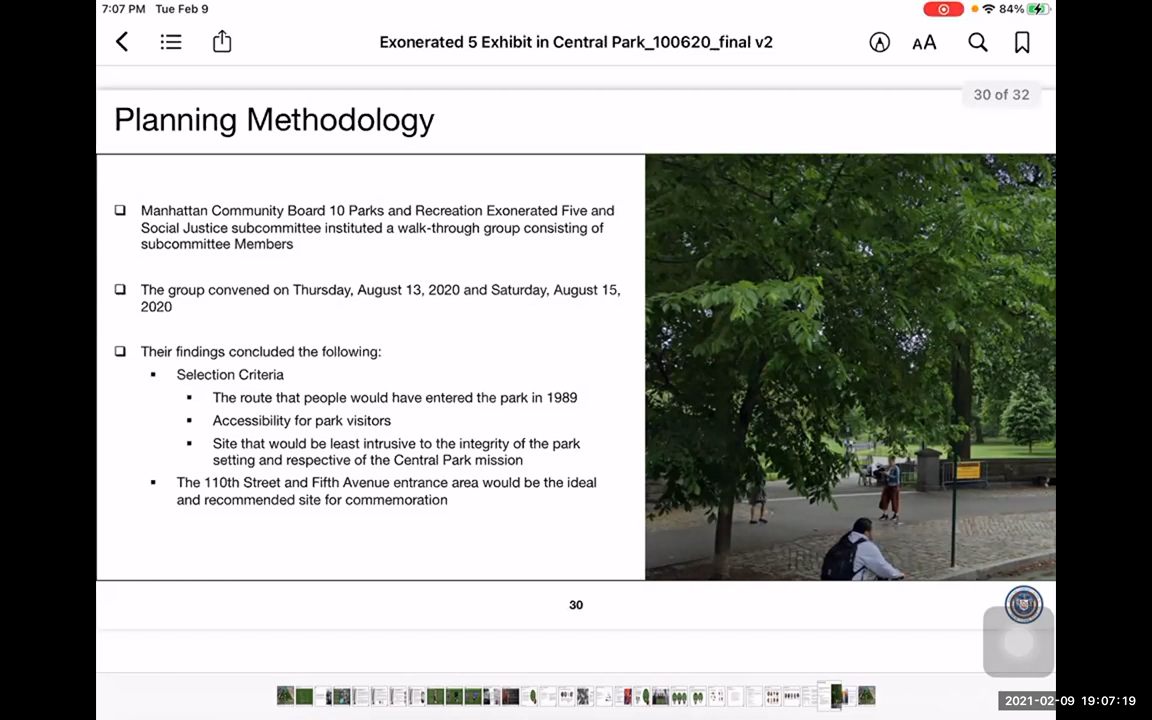 7:07 PM Tue Feb 9
84%
Exonerated 5 Exhibit in Central Park_100620_final v2
AA
30 of 32
Planning Methodology
Manhattan Community Board 10 Parks and Recreation Exonerated Five and
Social Justice subcommittee instituted a walk-through group consisting of
subcommittee Members
The group convened on Thursday, August 13, 2020 and Saturday, August 15,
2020
Their findings concluded the following:
Selection Criteria
The route that people would have entered the park in 1989
Accessibility for park visitors
Site that would be least intrusive to the integrity of the park
setting and respective of the Central Park mission
The 110th Street and Fifth Avenue entrance area would be the ideal
and recommended site for commemoration
30
2021-02-09 19:07:19